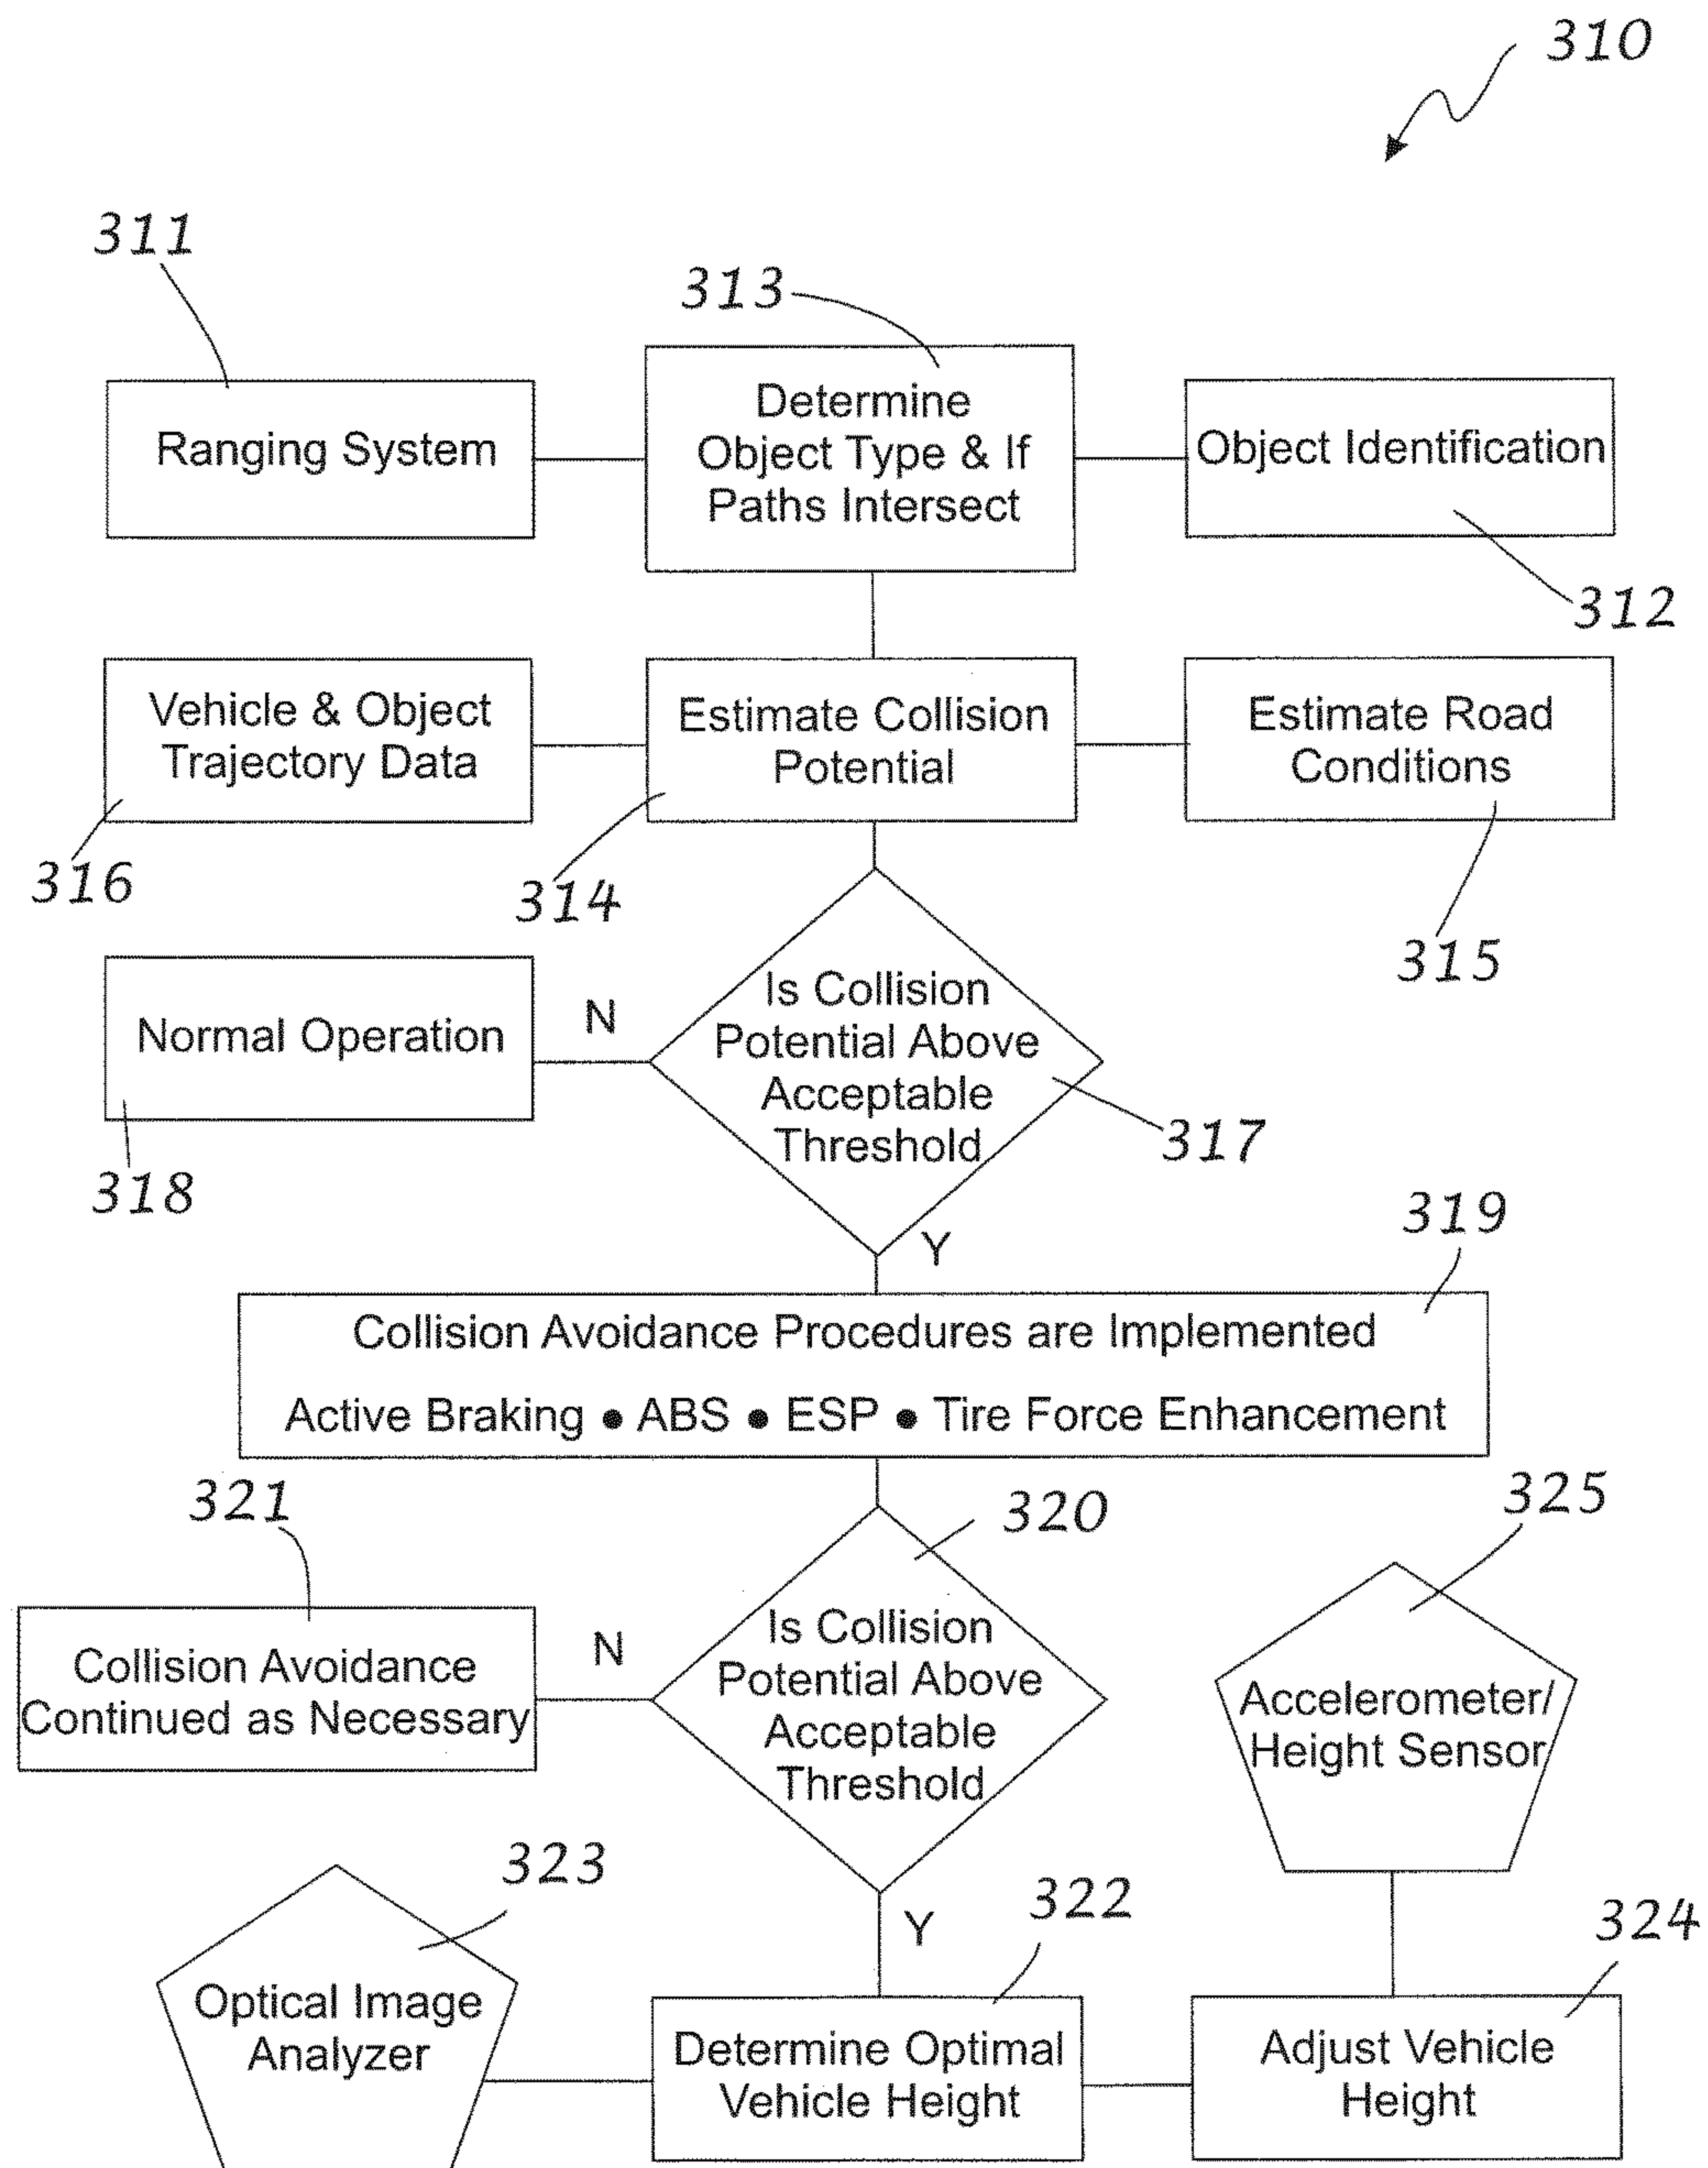 310
311
313
Ranging System
Determine
Object Type & If
Paths Intersect
Object Identification
312
Vehicle & Object
Trajectory Data
Estimate Collision
Potential
Estimate Road
Conditions
316
314
315
Normal Operation
N
Is Collision
Potential Above
Acceptable
Threshold
317
318
Y
319
Collision Avoidance Procedures are Implemented
Active Braking ● ABS ● ESP ● Tire Force Enhancement
321
320
325
Collision Avoidance
Continued as Necessary
N
Is Collision
Potential Above
Acceptable
Threshold
Accelerometer/
Height Sensor
323
Y
322
324
Optical Image
Analyzer
Determine Optimal
Vehicle Height
Adjust Vehicle
Height